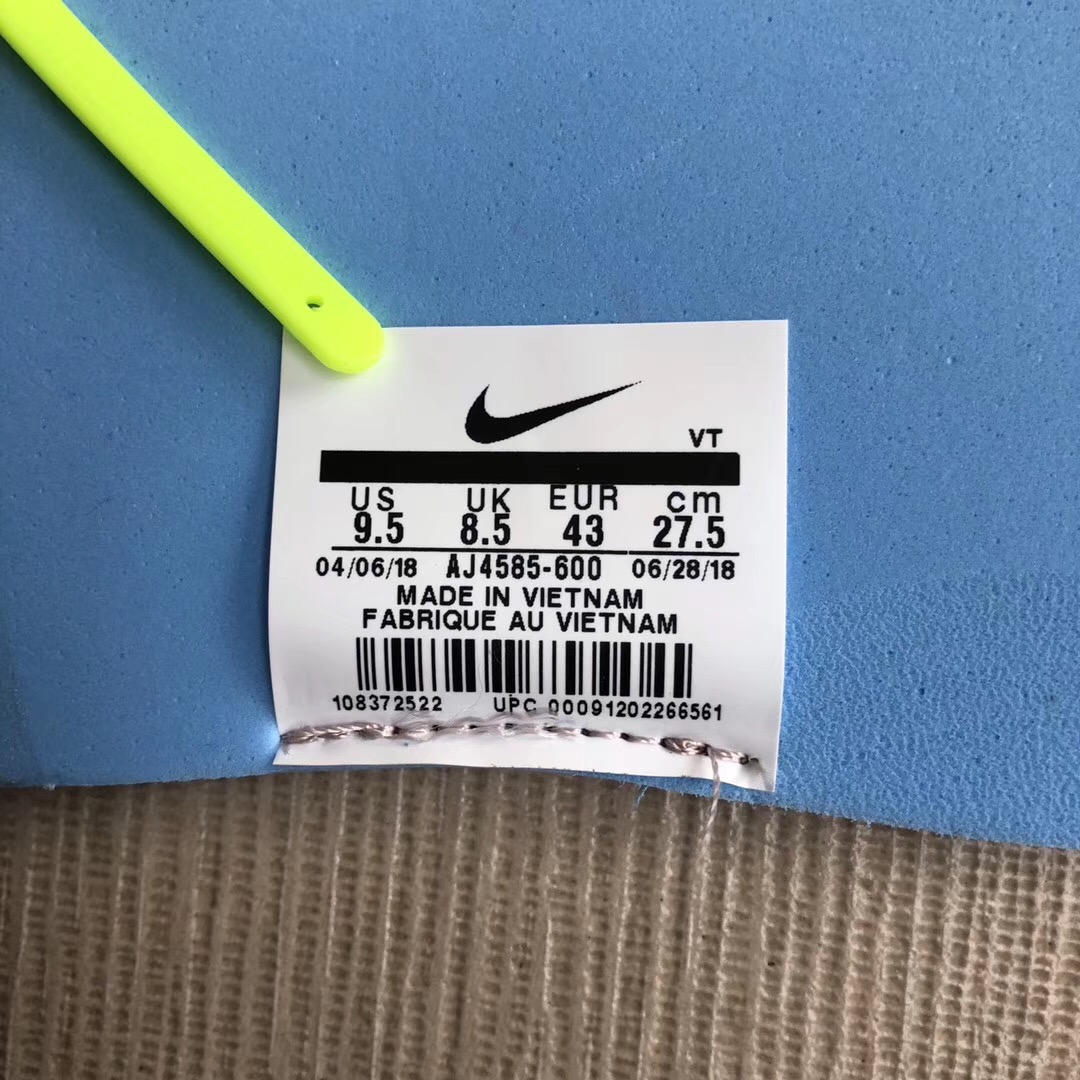 VT
US UK EUR cm
9.5 8.5 43 27.5
04/06/18 AJ4585-600 06/28/18
MADE IN VIETNAM
FABRIQUE AU VIETNAM
108372522 UPC 00091202266561